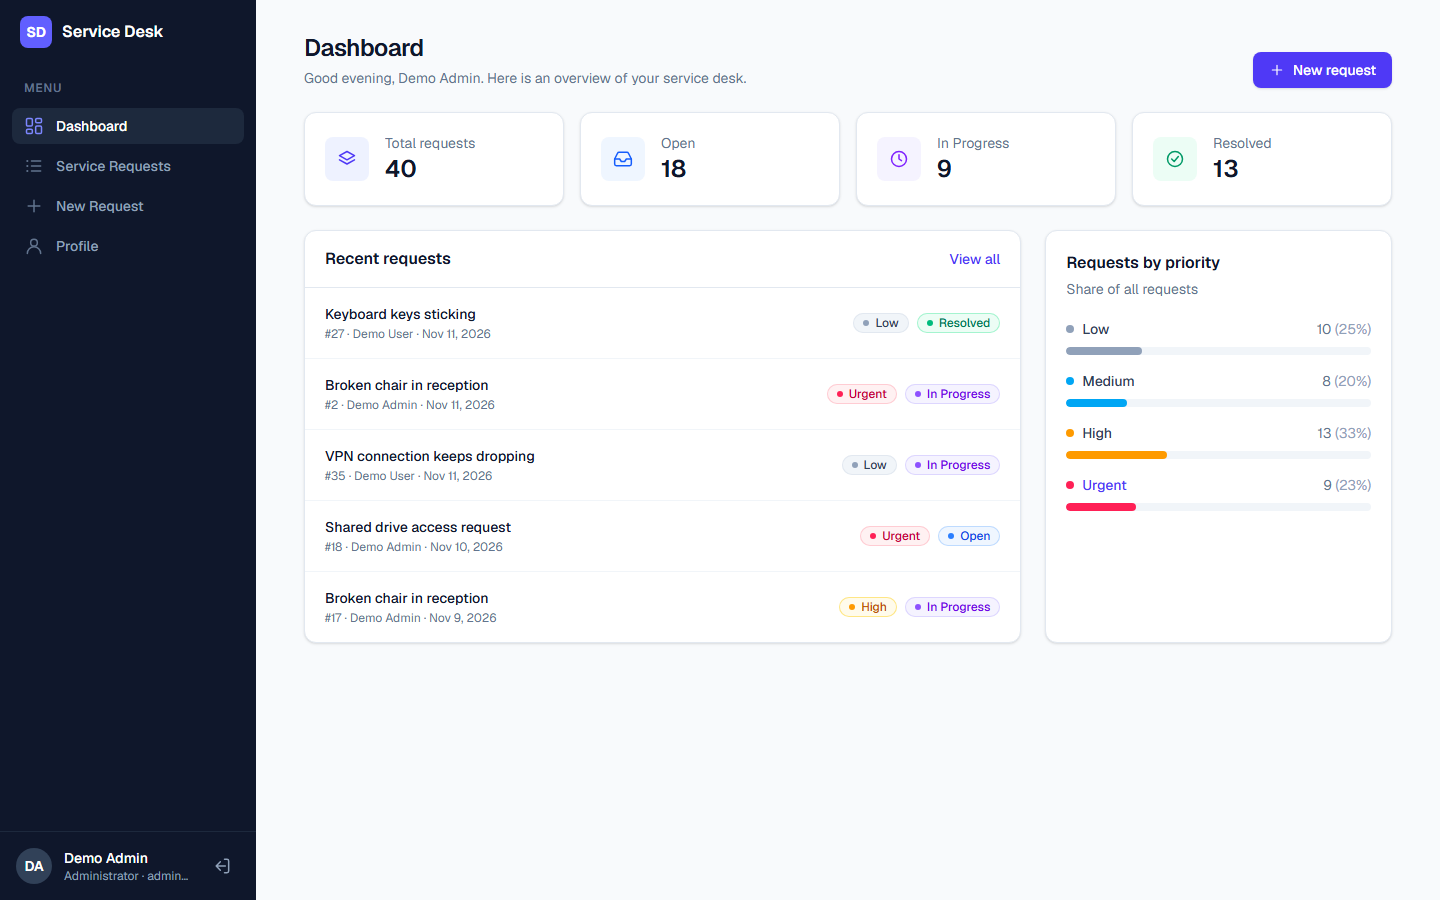 SD Service Desk
MENU
Dashboard
Service Requests
New Request
Profile
DA
Demo Admin
Administrator · admin...
Dashboard
Good evening, Demo Admin. Here is an overview of your service desk.
New request
Total requests
40
Open
18
In Progress
9
Resolved
13
Recent requests
View all
Keyboard keys sticking
#27 · Demo User · Nov 11, 2026
Low Resolved
Broken chair in reception
#2 · Demo Admin · Nov 11, 2026
Urgent In Progress
VPN connection keeps dropping
#35 · Demo User · Nov 11, 2026
Low In Progress
Shared drive access request
#18 · Demo Admin · Nov 10, 2026
Urgent Open
Broken chair in reception
#17 · Demo Admin · Nov 9, 2026
High In Progress
Requests by priority
Share of all requests
Low 10 (25%)
Medium 8 (20%)
High 13 (33%)
Urgent 9 (23%)